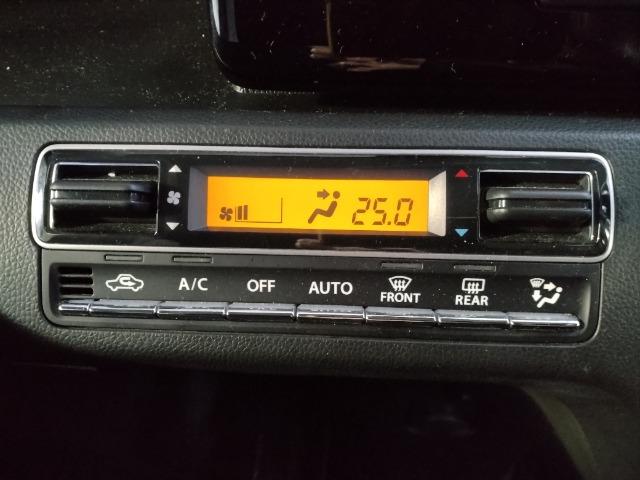 25.0
A/C OFF AUTO FRONT REAR